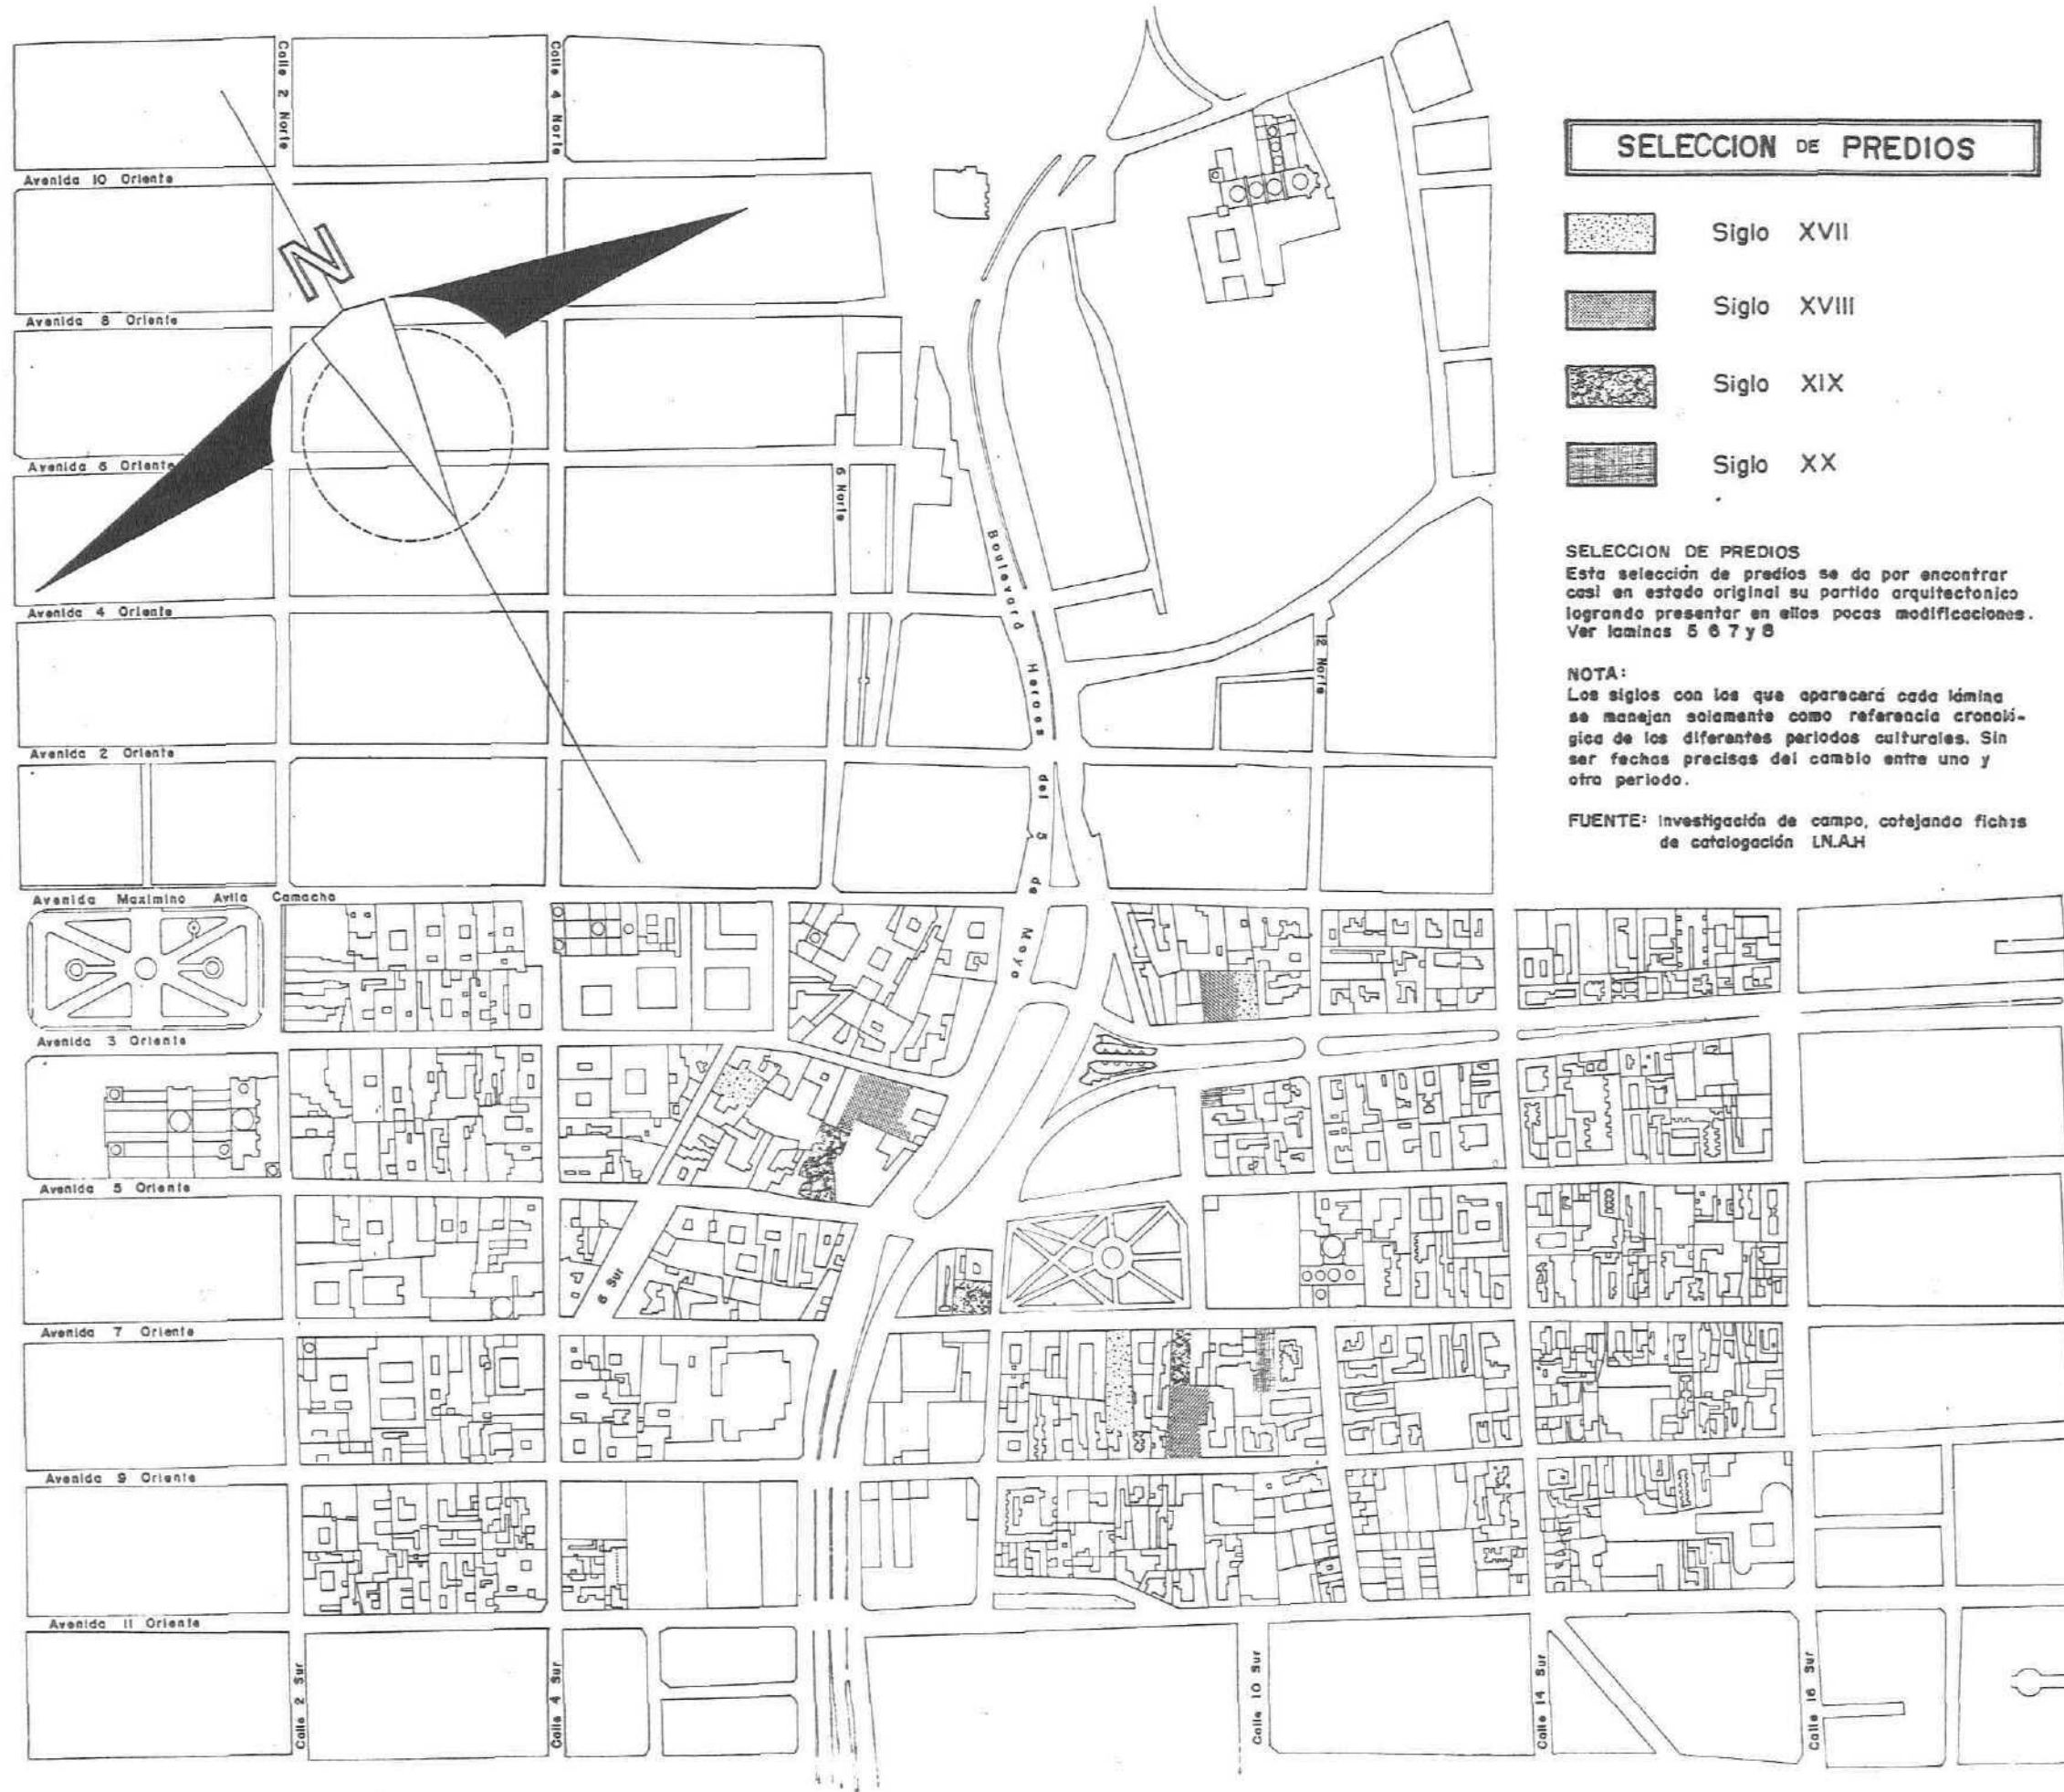 SELECCION DE PREDIOS
Siglo XVII
Siglo XVIII
Siglo XIX
Siglo XX
SELECCION DE PREDIOS
Esta selección de predios se da por encontrar
casi en estado original su partido arquitectonico
logrando presentar en ellos pocas modificaciones.
Ver laminas 5 6 7 y 8
NOTA:
Los siglos con los que aparecerá cada lámina
se manejan solamente como referencia cronoló-
gica de los diferentes periodos culturales. Sin
ser fechas precisas del cambio entre uno y
otro periodo.
FUENTE: Investigación de campo, cotejando fichas
de catalogación I.N.A.H
Calle 2 Norte
Calle 4 Norte
Avenida 10 Oriente
N
Avenida 8 Oriente
Avenida 6 Oriente
6 Norte
Avenida 4 Oriente
12 Norte
Avenida 2 Oriente
Boulevard Heroes del 5 de Mayo
Avenida Maximino Avila Camacho
Avenida 3 Oriente
Avenida 5 Oriente
6 Sur
Avenida 7 Oriente
Avenida 9 Oriente
Avenida 11 Oriente
Calle 2 Sur
Calle 4 Sur
Calle 10 Sur
Calle 14 Sur
Calle 16 Sur